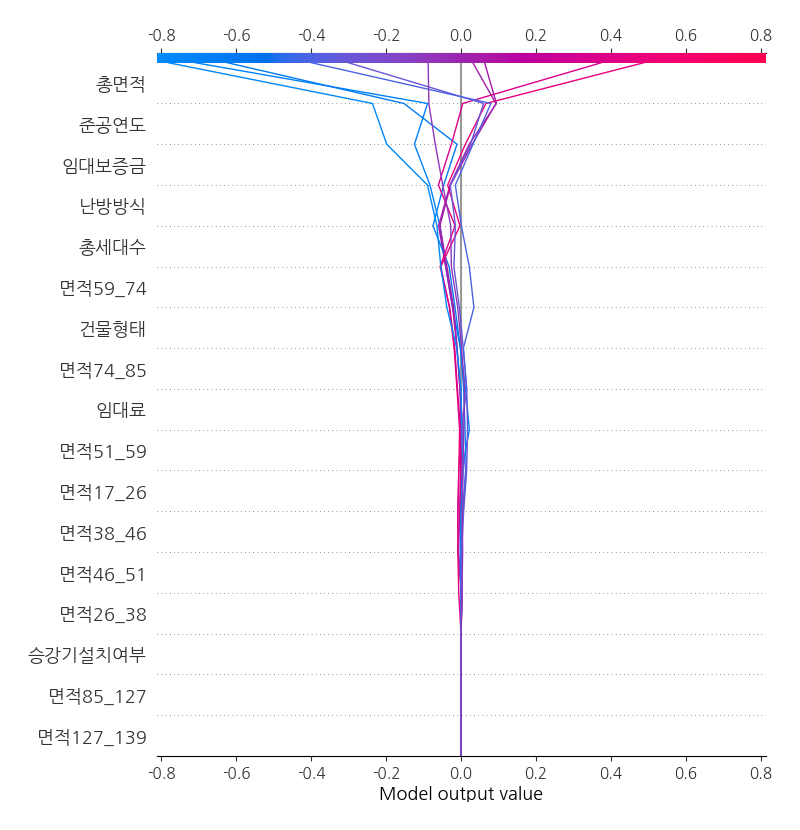 -0.8 -0.6 -0.4 -0.2 0.0 0.2 0.4 0.6 0.8
총면적
준공연도
임대보증금
난방방식
총세대수
면적59_74
건물형태
면적74_85
임대료
면적51_59
면적17_26
면적38_46
면적46_51
면적26_38
승강기설치여부
면적85_127
면적127_139
-0.8 -0.6 -0.4 -0.2 0.0 0.2 0.4 0.6 0.8
Model output value